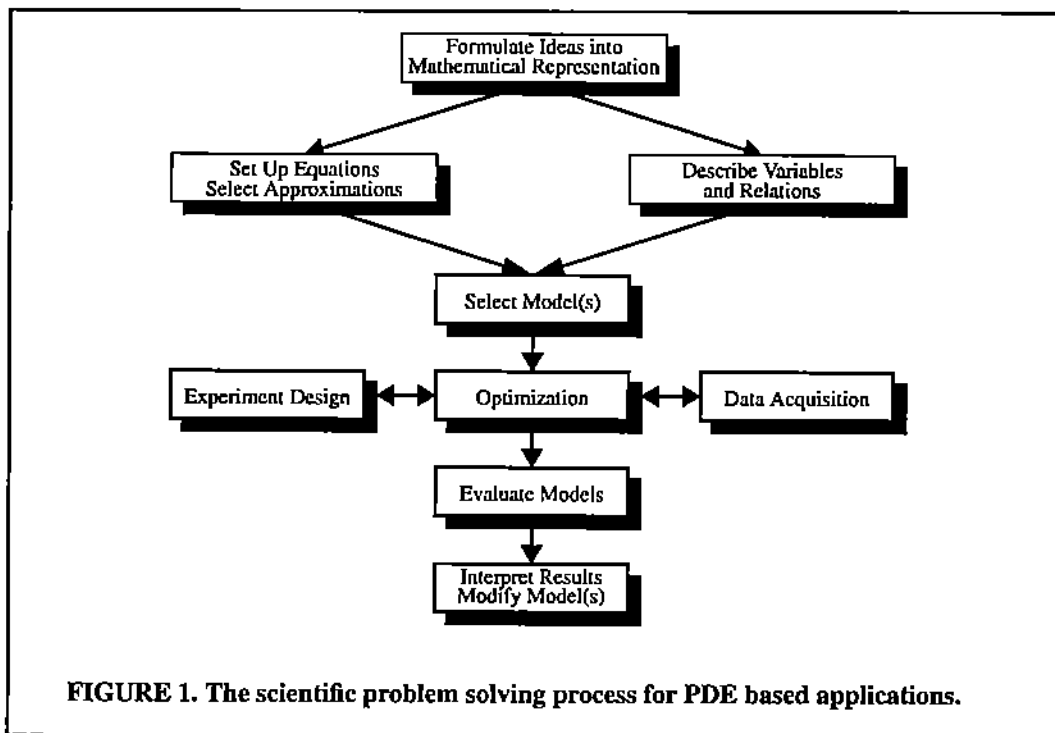 Formulate Ideas into
Mathematical Representation
Set Up Equations
Select Approximations
Describe Variables
and Relations
Select Model(s)
Experiment Design
Optimization
Data Acquisition
Evaluate Models
Interpret Results
Modify Model(s)
FIGURE 1. The scientific problem solving process for PDE based applications.